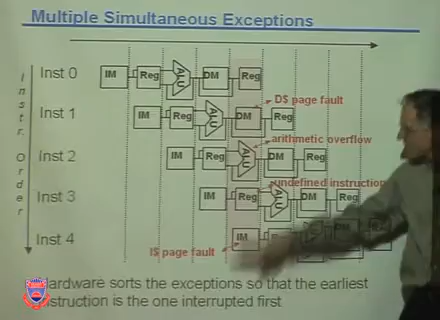 Multiple Simultaneous Exceptions
Inst 0 IM Reg ALU DM Reg
D$ page fault
Inst 1 IM Reg ALU DM Reg
arithmetic overflow
Inst 2 IM Reg ALU DM Reg
undefined instruction
Inst 3 IM Reg ALU DM Reg
Inst 4 IM
I$ page fault
Instr. Order
ardware sorts the exceptions so that the earliest
struction is the one interrupted first